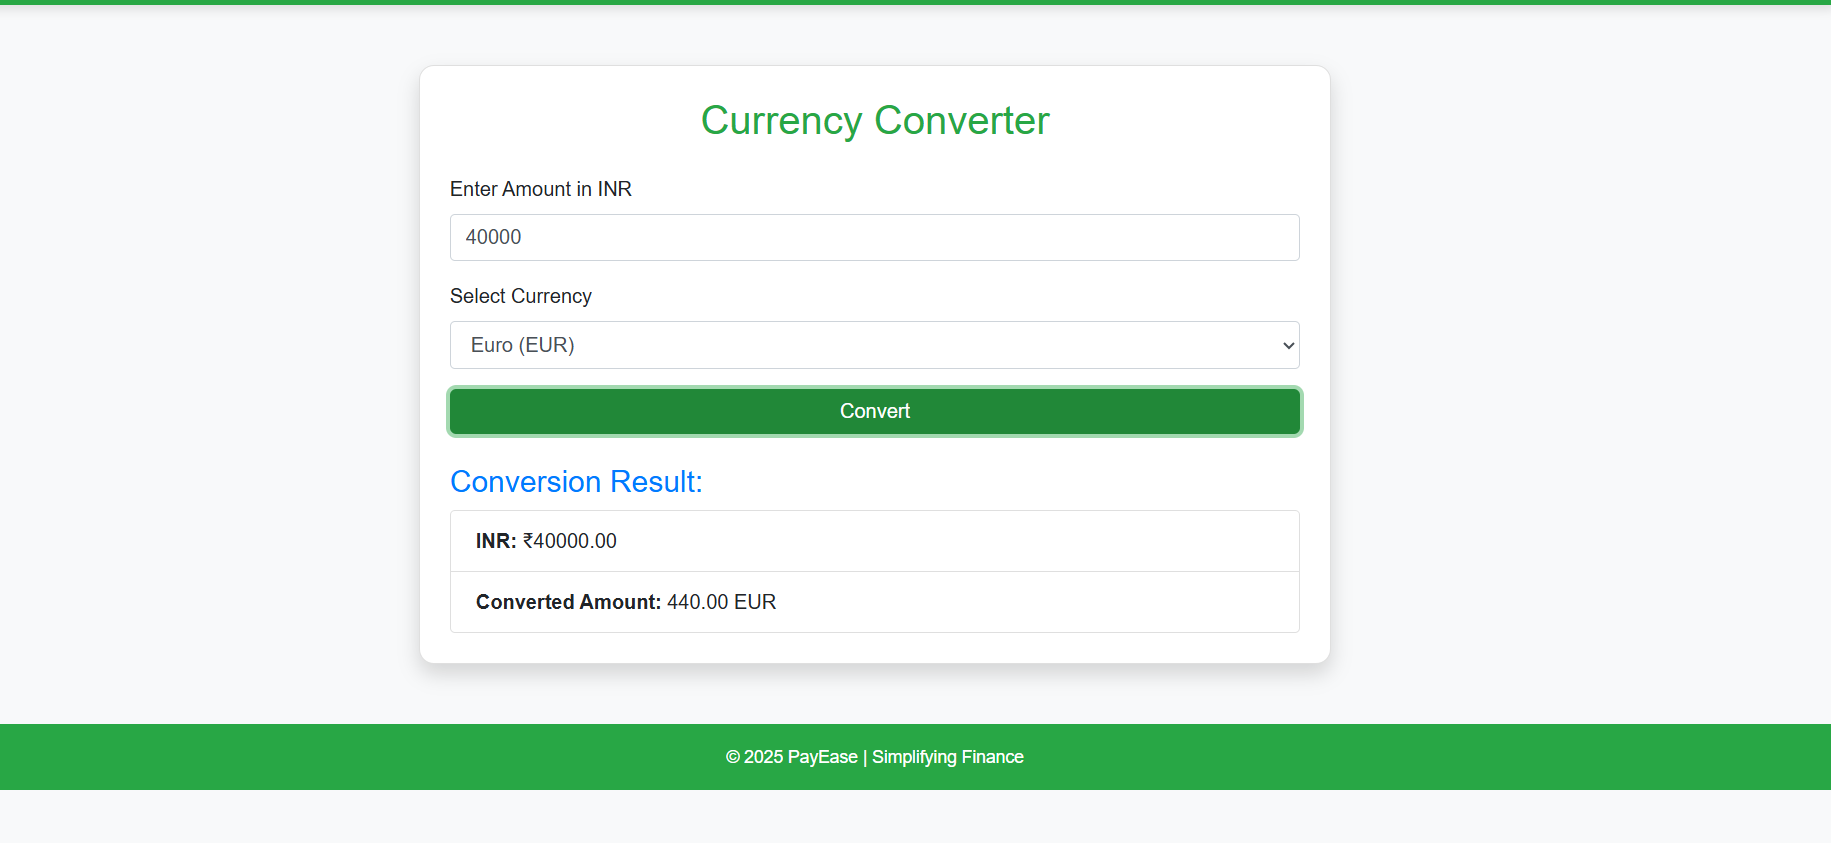 Currency Converter
Enter Amount in INR
40000
Select Currency
Euro (EUR)
Convert
Conversion Result:
INR: ₹40000.00
Converted Amount: 440.00 EUR
© 2025 PayEase | Simplifying Finance